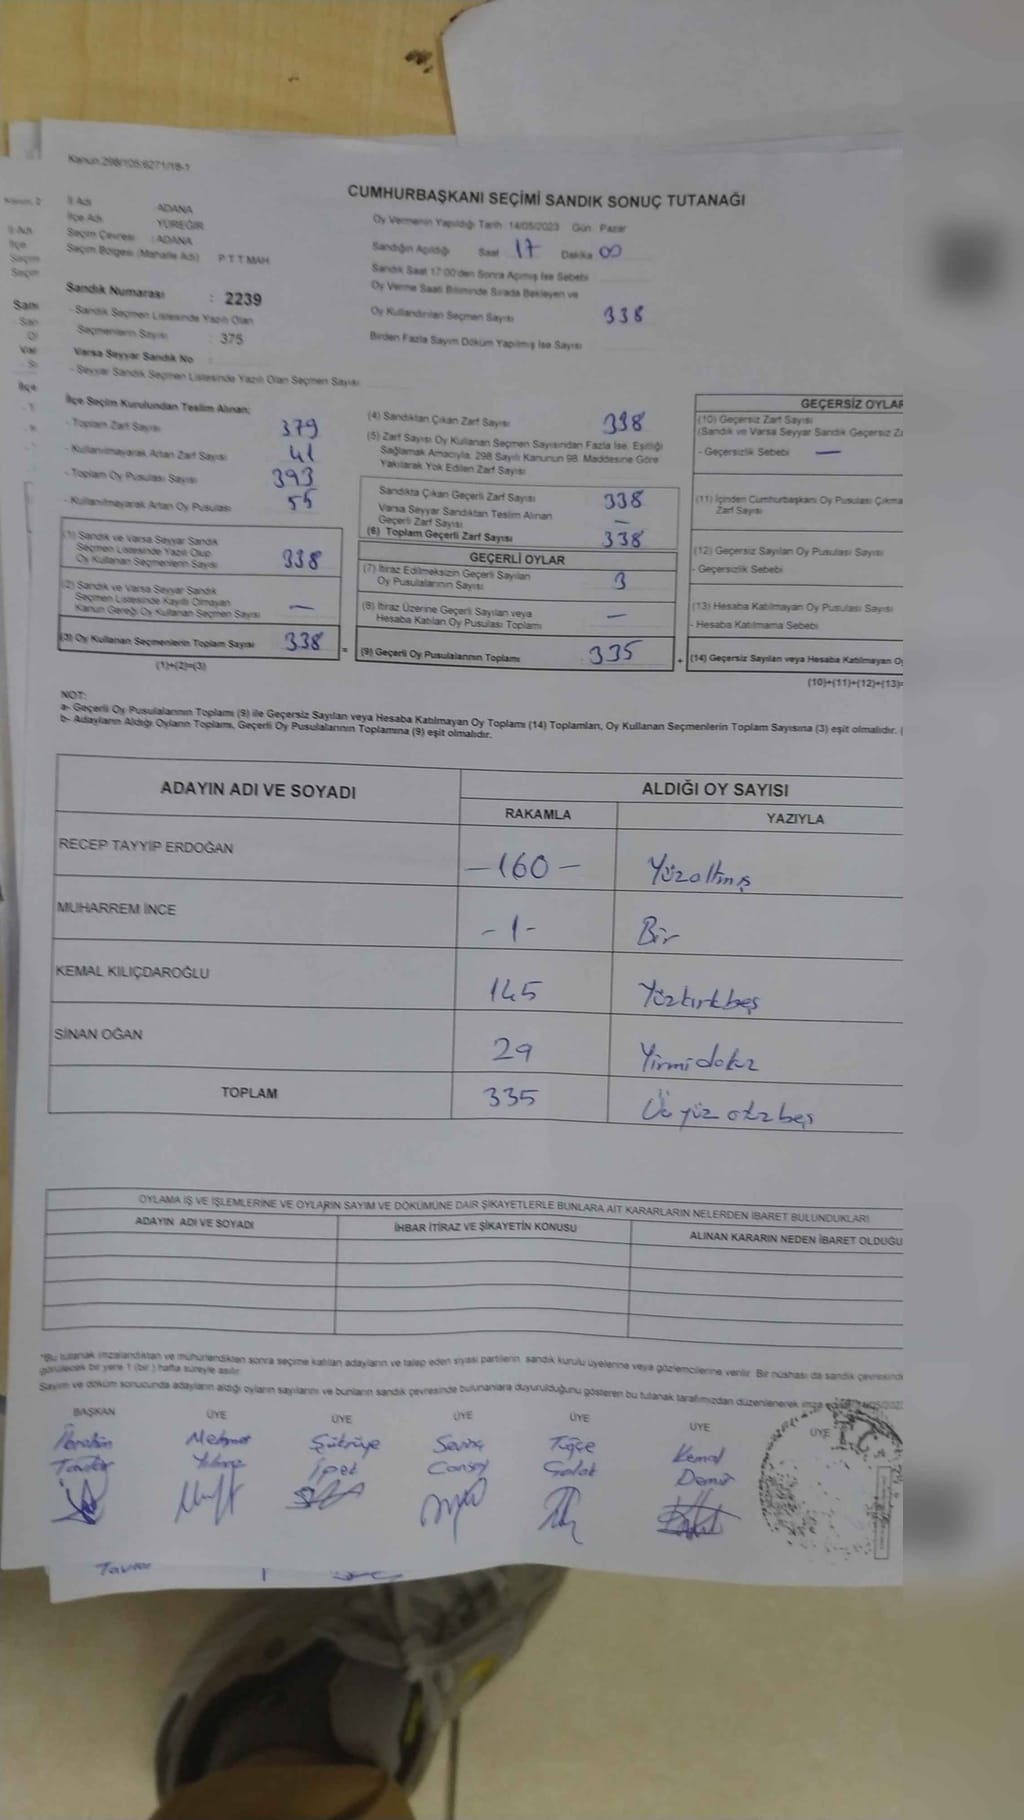 Kanun 298/105;6271/18-1
CUMHURBAŞKANI SEÇİMİ SANDIK SONUÇ TUTANAĞI
İl Adı ADANA
İlçe Adı YÜREĞİR
Seçim Çevresi : ADANA
Seçim Bölgesi (Mahalle Adı) P T T MAH
Oy Vermenin Yapıldığı Tarih 14/05/2023 Gün Pazar
Sandığın Açıldığı Saat 17 Dakika 00
Sandık Saat 17:00'den Sonra Açılmış İse Sebebi
Oy Verme Saati Bitiminde Sırada Bekleyen ve
Oy Kullandırılan Seçmen Sayısı 338
Birden Fazla Sayım Döküm Yapılmış İse Sayısı
Sandık Numarası : 2239
- Sandık Seçmen Listesinde Yazılı Olan
Seçmenlerin Sayısı : 375
Varsa Seyyar Sandık No
- Seyyar Sandık Seçmen Listesinde Yazılı Olan Seçmen Sayısı
İlçe Seçim Kurulundan Teslim Alınan;
- Toplam Zarf Sayısı 379
- Kullanılmayarak Artan Zarf Sayısı 41
- Toplam Oy Pusulası Sayısı 393
- Kullanılmayarak Artan Oy Pusulası 55
(1) Sandık ve Varsa Seyyar Sandık
Seçmen Listesinde Yazılı Olup
Oy Kullanan Seçmenlerin Sayısı 338
(2) Sandık ve Varsa Seyyar Sandık
Seçmen Listesinde Kayıtlı Olmayan
Kanun Gereği Oy Kullanan Seçmen Sayısı —
(3) Oy Kullanan Seçmenlerin Toplam Sayısı 338
(1)+(2)=(3)
(4) Sandıktan Çıkan Zarf Sayısı 338
(5) Zarf Sayısı Oy Kullanan Seçmen Sayısından Fazla İse, Eşitliği
Sağlamak Amacıyla, 298 Sayılı Kanunun 98. Maddesine Göre
Yakılarak Yok Edilen Zarf Sayısı
Sandıkta Çıkan Geçerli Zarf Sayısı 338
Varsa Seyyar Sandıktan Teslim Alınan
Geçerli Zarf Sayısı —
(6) Toplam Geçerli Zarf Sayısı 338
GEÇERLİ OYLAR
(7) İtiraz Edilmeksizin Geçerli Sayılan
Oy Pusulalarının Sayısı 3
(8) İtiraz Üzerine Geçerli Sayılan veya
Hesaba Katılan Oy Pusulası Toplamı —
= (9) Geçerli Oy Pusulalarının Toplamı 335
GEÇERSİZ OYLAR
(10) Geçersiz Zarf Sayısı
(Sandık ve Varsa Seyyar Sandık Geçersiz
- Geçersizlik Sebebi —
(11) İçinden Cumhurbaşkanı Oy Pusulası Çıkma
Zarf Sayısı
(12) Geçersiz Sayılan Oy Pusulası Sayısı
- Geçersizlik Sebebi
(13) Hesaba Katılmayan Oy Pusulası Sayısı
- Hesaba Katılmama Sebebi
+ (14) Geçersiz Sayılan veya Hesaba Katılmayan
(10)+(11)+(12)+(13)=
NOT:
a- Geçerli Oy Pusulalarının Toplamı (9) ile Geçersiz Sayılan veya Hesaba Katılmayan Oy Toplamı (14) Toplamları, Oy Kullanan Seçmenlerin Toplam Sayısına (3) eşit olmalıdır. (
b- Adayların Aldığı Oyların Toplamı, Geçerli Oy Pusulalarının Toplamına (9) eşit olmalıdır.
ADAYIN ADI VE SOYADI ALDIĞI OY SAYISI
RAKAMLA YAZIYLA
RECEP TAYYİP ERDOĞAN -160- Yüzaltmış
MUHARREM İNCE -1- Bir
KEMAL KILIÇDAROĞLU 145 Yüzkırkbeş
SİNAN OĞAN 29 Yirmidokuz
TOPLAM 335 Üçyüz otuzbeş
OYLAMA İŞ VE İŞLEMLERİNE VE OYLARIN SAYIM VE DÖKÜMÜNE DAİR ŞİKAYETLERLE BUNLARA AİT KARARLARIN NELERDEN İBARET BULUNDUKLARI
ADAYIN ADI VE SOYADI İHBAR İTİRAZ VE ŞİKAYETİN KONUSU ALINAN KARARIN NEDEN İBARET OLDUĞU
*Bu tutanak imzalandıktan ve mühürlendikten sonra seçime katılan adayların ve talep eden siyasi partilerin sandık kurulu üyelerine veya gözlemcilerine verilir. Bir nüshası da sandık çevresinde
görülecek bir yere 1 (bir) hafta süreyle asılır.
Sayım ve döküm sonucunda adayların aldığı oyların sayılarını ve bunların sandık çevresinde bulunanlara duyurulduğunu gösteren bu tutanak tarafımızdan düzenlenerek imza
BAŞKAN ÜYE ÜYE ÜYE ÜYE ÜYE ÜYE
İbrahim Mehmet Şükriye Sevinç Tuğçe Kemal
Yılmaz İpek Cansoy Demir